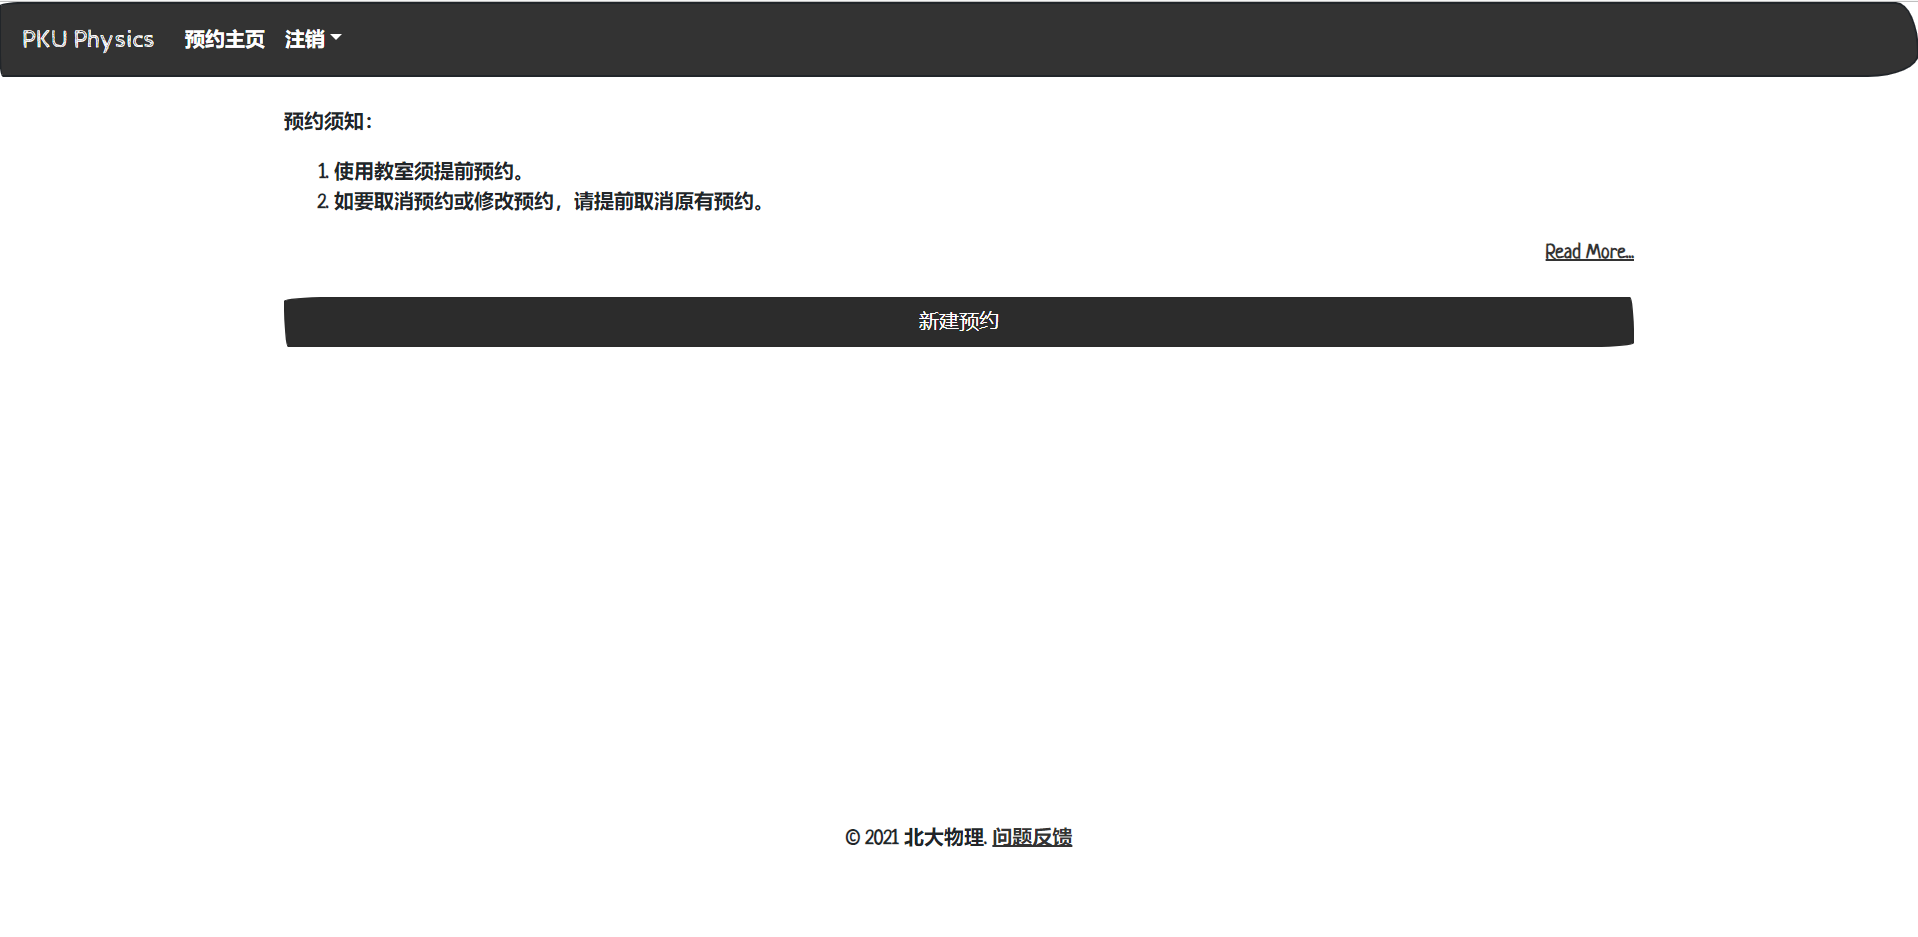 PKU Physics 预约主页 注销
预约须知：
1. 使用教室须提前预约。
2. 如要取消预约或修改预约，请提前取消原有预约。
Read More...
新建预约
© 2021 北大物理. 问题反馈